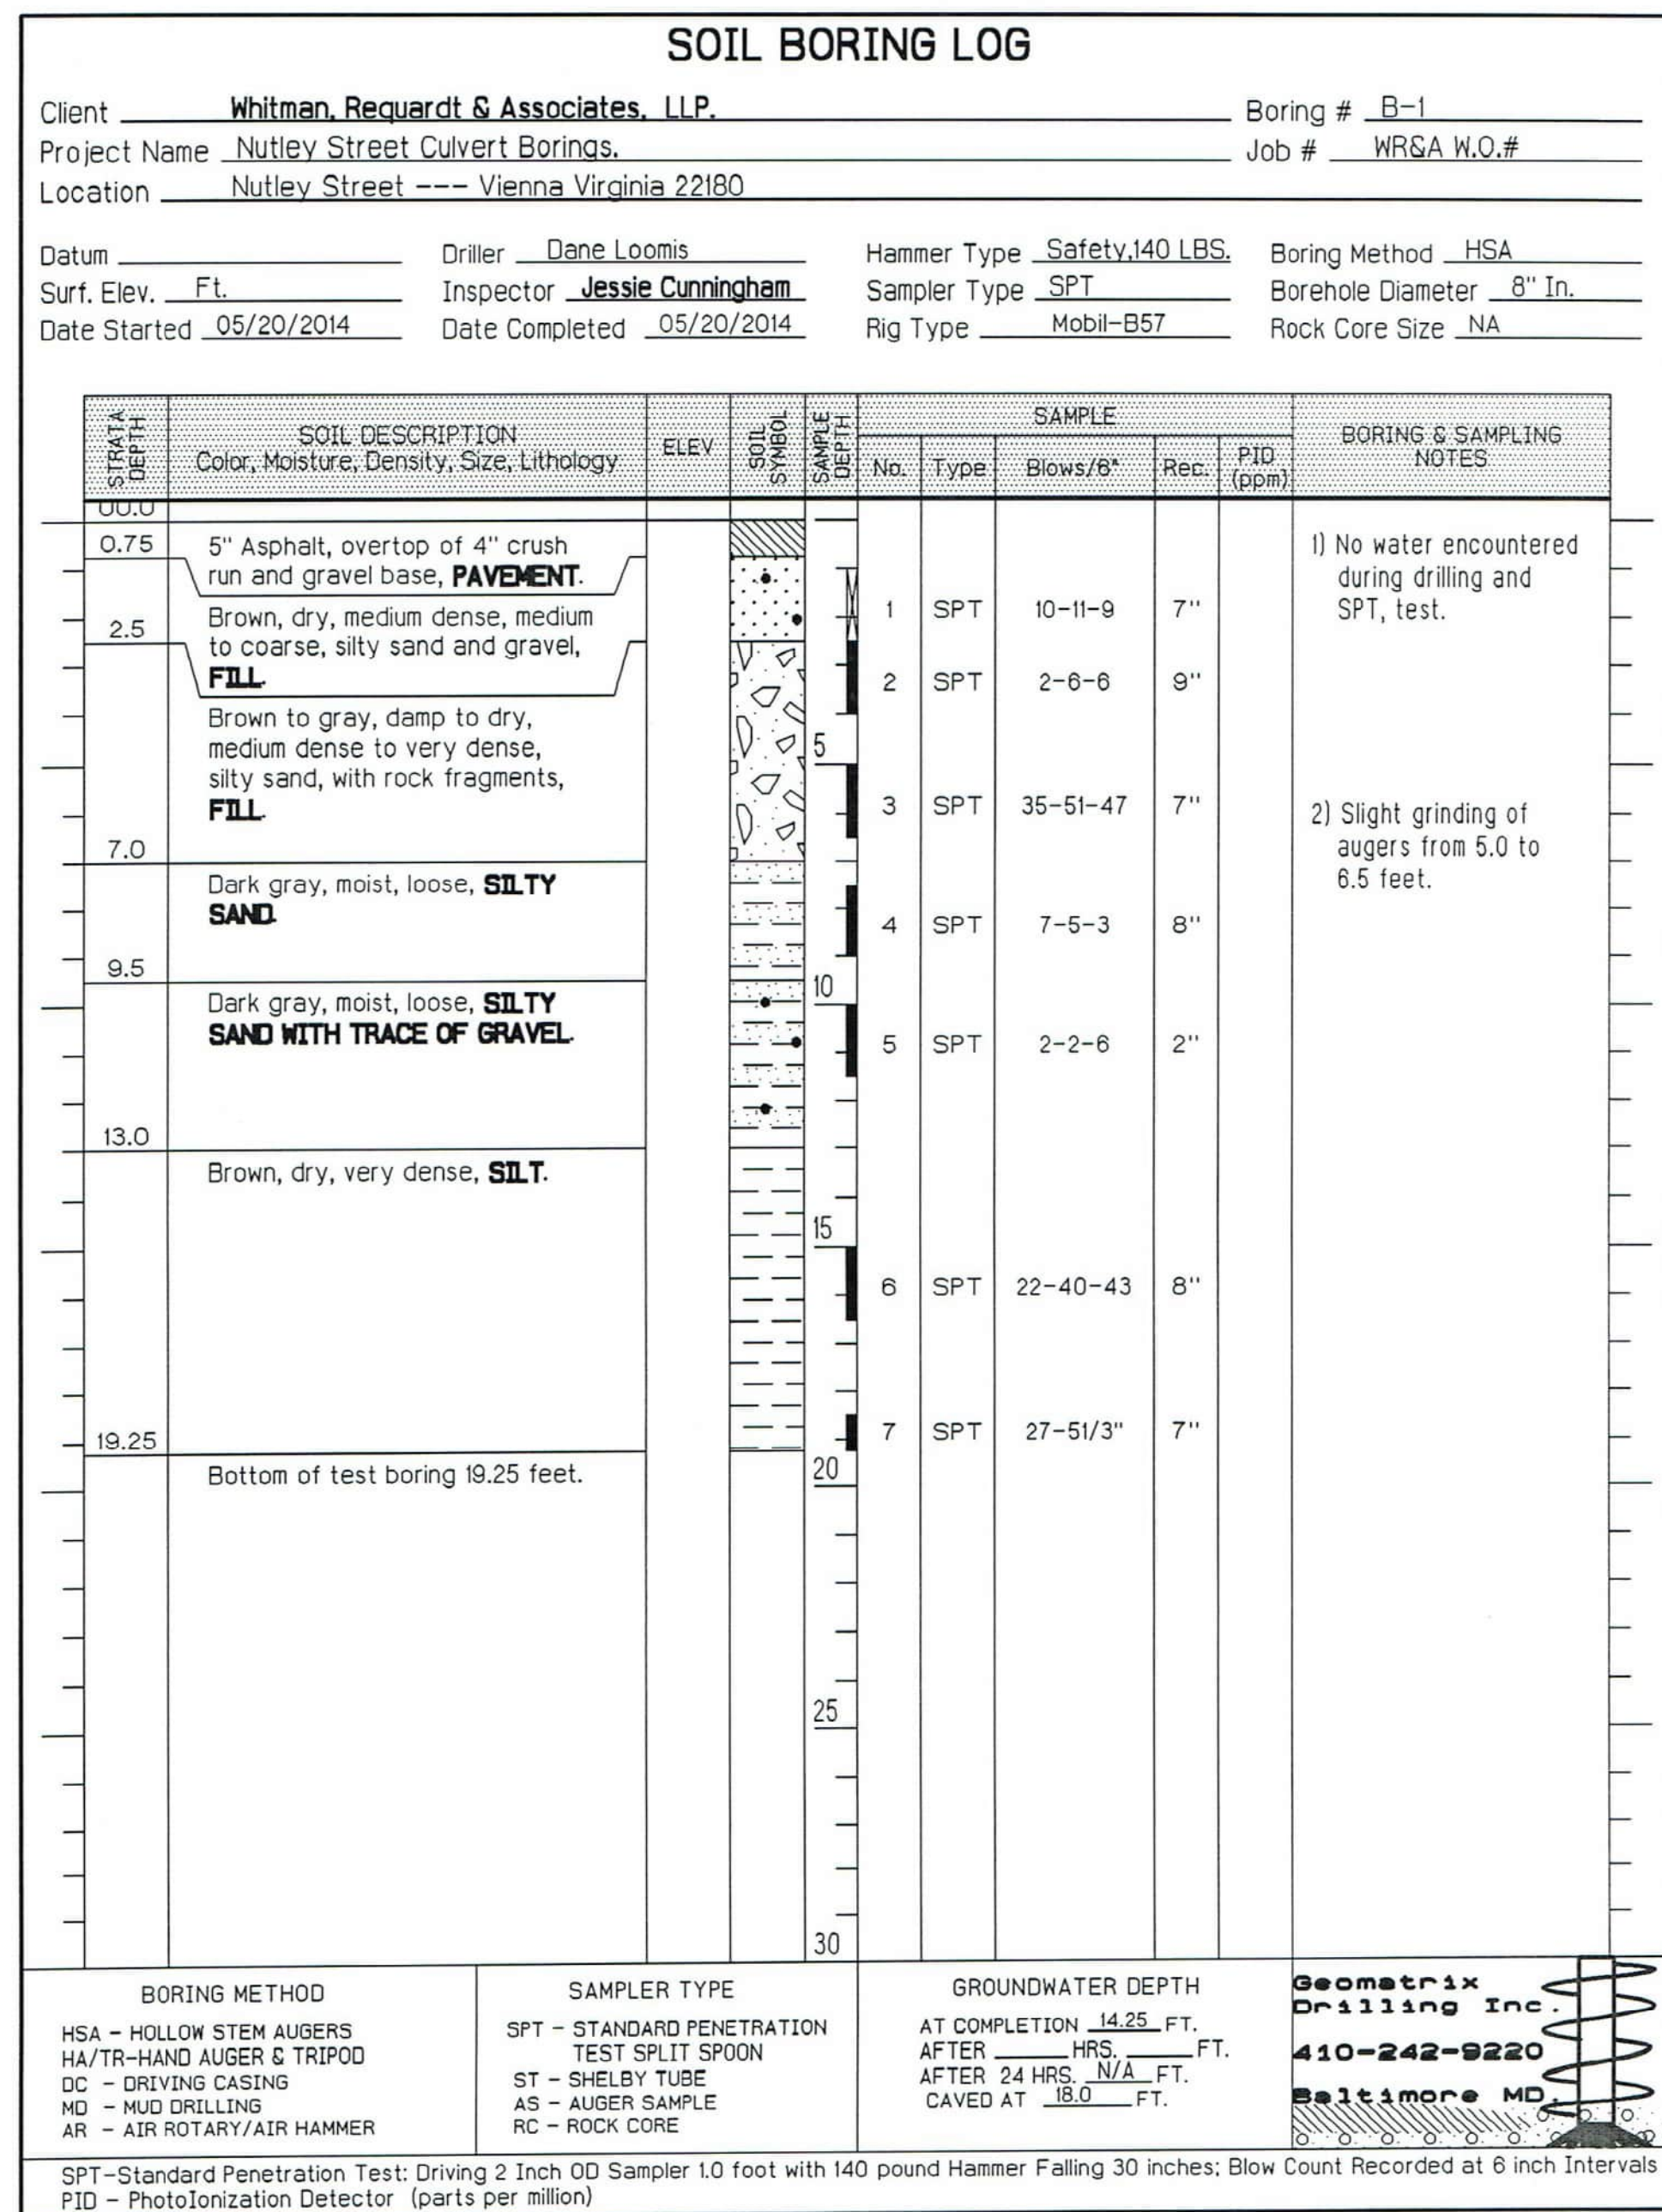 SOIL BORING LOG
Client Whitman, Requardt & Associates, LLP. Boring # B-1
Project Name Nutley Street Culvert Borings. Job # WR&A W.O.#
Location Nutley Street --- Vienna Virginia 22180
Datum Driller Dane Loomis Hammer Type Safety,140 LBS. Boring Method HSA
Surf. Elev. Ft. Inspector Jessie Cunningham Sampler Type SPT Borehole Diameter 8" In.
Date Started 05/20/2014 Date Completed 05/20/2014 Rig Type Mobil-B57 Rock Core Size NA
STRATA DEPTH
SOIL DESCRIPTION
Color, Moisture, Density, Size, Lithology
ELEV
SOIL SYMBOL
SAMPLE DEPTH
SAMPLE
No. Type Blows/6" Rec. PID (ppm)
BORING & SAMPLING
NOTES
00.0
0.75 5" Asphalt, overtop of 4" crush
run and gravel base, PAVEMENT.
1) No water encountered
during drilling and
SPT, test.
Brown, dry, medium dense, medium
2.5 to coarse, silty sand and gravel,
FILL.
1 SPT 10-11-9 7"
2 SPT 2-6-6 9"
Brown to gray, damp to dry,
medium dense to very dense,
silty sand, with rock fragments,
FILL.
5
3 SPT 35-51-47 7"
2) Slight grinding of
augers from 5.0 to
6.5 feet.
7.0
Dark gray, moist, loose, SILTY
SAND.
4 SPT 7-5-3 8"
9.5
10
Dark gray, moist, loose, SILTY
SAND WITH TRACE OF GRAVEL.
5 SPT 2-2-6 2"
13.0
Brown, dry, very dense, SILT.
15
6 SPT 22-40-43 8"
7 SPT 27-51/3" 7"
19.25
Bottom of test boring 19.25 feet.
20
25
30
BORING METHOD
HSA - HOLLOW STEM AUGERS
HA/TR-HAND AUGER & TRIPOD
DC - DRIVING CASING
MD - MUD DRILLING
AR - AIR ROTARY/AIR HAMMER
SAMPLER TYPE
SPT - STANDARD PENETRATION
TEST SPLIT SPOON
ST - SHELBY TUBE
AS - AUGER SAMPLE
RC - ROCK CORE
GROUNDWATER DEPTH
AT COMPLETION 14.25 FT.
AFTER HRS. FT.
AFTER 24 HRS. N/A FT.
CAVED AT 18.0 FT.
Geomatrix
Drilling Inc.
410-242-9220
Baltimore MD.
SPT-Standard Penetration Test: Driving 2 Inch OD Sampler 1.0 foot with 140 pound Hammer Falling 30 inches; Blow Count Recorded at 6 inch Intervals
PID - PhotoIonization Detector (parts per million)